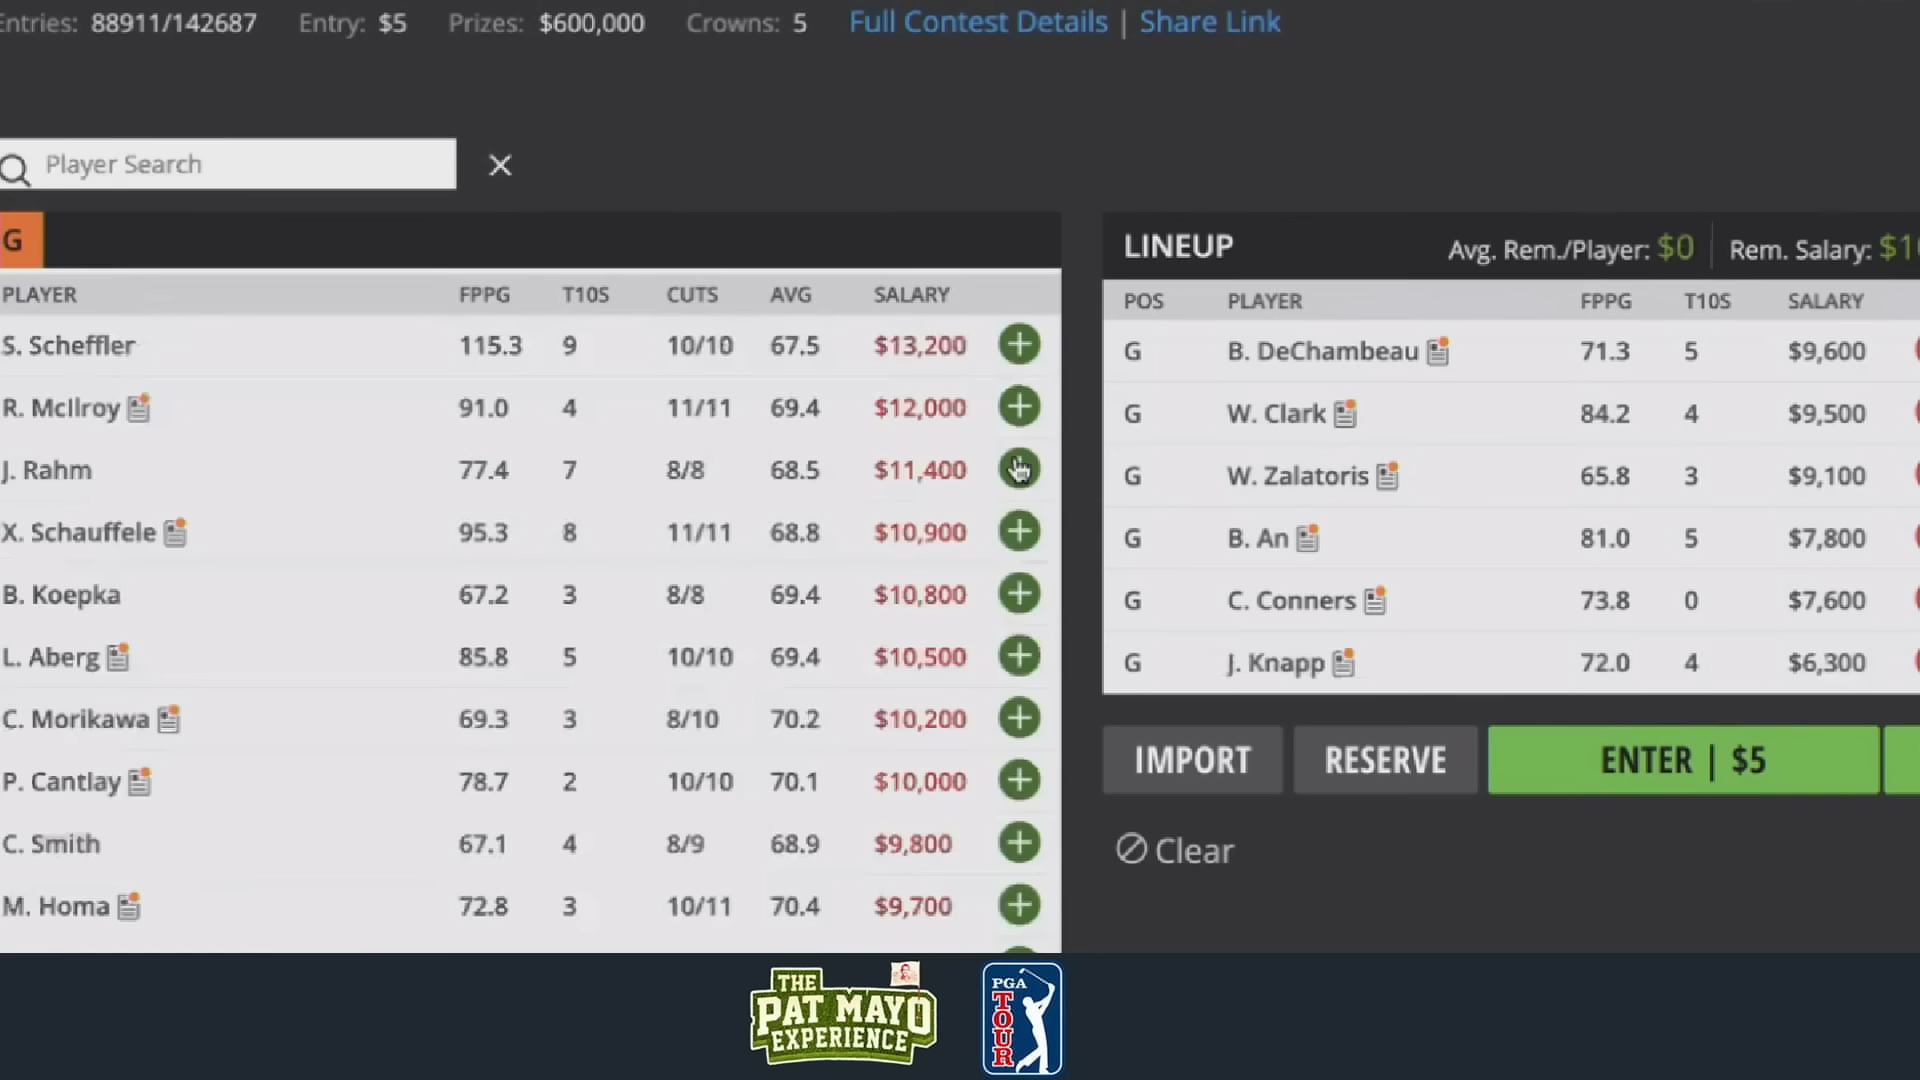 Entries: 88911/142687 Entry: $5 Prizes: $600,000 Crowns: 5 Full Contest Details | Share Link
Player Search
G
PLAYER FPPG T10S CUTS AVG SALARY
S. Scheffler 115.3 9 10/10 67.5 $13,200
R. McIlroy 91.0 4 11/11 69.4 $12,000
J. Rahm 77.4 7 8/8 68.5 $11,400
X. Schauffele 95.3 8 11/11 68.8 $10,900
B. Koepka 67.2 3 8/8 69.4 $10,800
L. Aberg 85.8 5 10/10 69.4 $10,500
C. Morikawa 69.3 3 8/10 70.2 $10,200
P. Cantlay 78.7 2 10/10 70.1 $10,000
C. Smith 67.1 4 8/9 68.9 $9,800
M. Homa 72.8 3 10/11 70.4 $9,700
LINEUP Avg. Rem./Player: $0 Rem. Salary:
POS PLAYER FPPG T10S SALARY
G B. DeChambeau 71.3 5 $9,600
G W. Clark 84.2 4 $9,500
G W. Zalatoris 65.8 3 $9,100
G B. An 81.0 5 $7,800
G C. Conners 73.8 0 $7,600
G J. Knapp 72.0 4 $6,300
IMPORT RESERVE ENTER | $5
Clear
THE
PAT MAYO
EXPERIENCE
PGA
TOUR